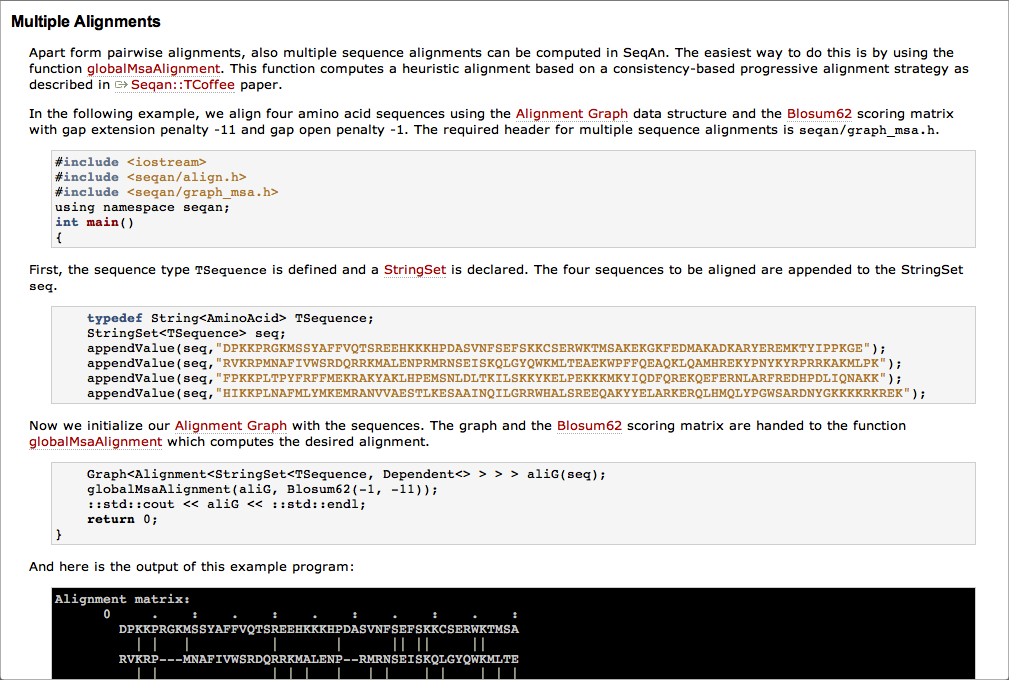 Multiple Alignments
Apart form pairwise alignments, also multiple sequence alignments can be computed in SeqAn. The easiest way to do this is by using the
function globalMsaAlignment. This function computes a heuristic alignment based on a consistency-based progressive alignment strategy as
described in Seqan::TCoffee paper.
In the following example, we align four amino acid sequences using the Alignment Graph data structure and the Blosum62 scoring matrix
with gap extension penalty -11 and gap open penalty -1. The required header for multiple sequence alignments is seqan/graph_msa.h.
#include <iostream>
#include <seqan/align.h>
#include <seqan/graph_msa.h>
using namespace seqan;
int main()
{
First, the sequence type TSequence is defined and a StringSet is declared. The four sequences to be aligned are appended to the StringSet
seq.
typedef String<AminoAcid> TSequence;
StringSet<TSequence> seq;
appendValue(seq,"DPKKPRGKMSSYAFFVQTSREEHKKKHPDASVNFSEFSKKCSERWKTMSAKEKGKFEDMAKADKARYEREMKTYIPPKGE");
appendValue(seq,"RVKRPMNAFIVWSRDQRRKMALENPRMRNSEISKQLGYQWKMLTEAEKWPFFQEAQKLQAMHREKYPNYKYRPRRKAKMLPK");
appendValue(seq,"FPKKPLTPYFRFFMEKRAKYAKLHPEMSNLDLTKILSKKYKELPEKKKMKYIQDFQREKQEFERNLARFREDHPDLIQNAKK");
appendValue(seq,"HIKKPLNAFMLYMKEMRANVVAESTLKESAAINQILGRRWHALSREEQAKYYELARKERQLHMQLYPGWSARDNYGKKKKRKREK");
Now we initialize our Alignment Graph with the sequences. The graph and the Blosum62 scoring matrix are handed to the function
globalMsaAlignment which computes the desired alignment.
Graph<Alignment<StringSet<TSequence, Dependent<> > > > aliG(seq);
globalMsaAlignment(aliG, Blosum62(-1, -11));
::std::cout << aliG << ::std::endl;
return 0;
}
And here is the output of this example program:
Alignment matrix:
0 . : . : . : . : . :
DPKKPRGKMSSYAFFVQTSREEHKKKHPDASVNFSEFSKKCSERWKTMSA
| | | | | || || ||
RVKRP---MNAFIVWSRDQRRKMALENP--RMRNSEISKQLGYQWKMLTE
| | | | | | | | | | | | |